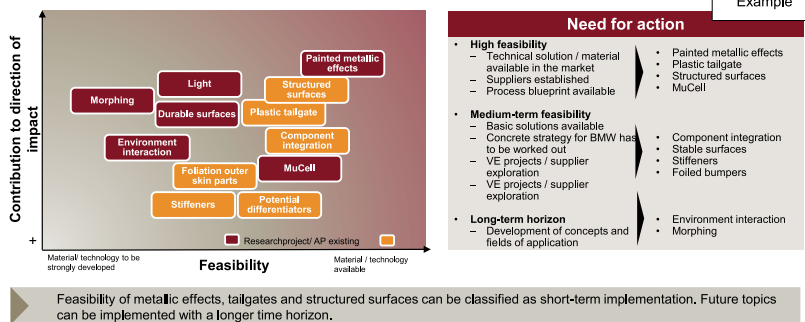 Example
Contribution to direction of
impact
+
Painted metallic
effects
Light
Structured
surfaces
Morphing
Durable surfaces
Plastic tailgate
Environment
interaction
Component
integration
Foliation outer
skin parts
MuCell
Stiffeners
Potential
differentiators
Researchproject/ AP existing
Material/ technology to be
strongly developed
Feasibility
Material / technology
available
Need for action
• High feasibility
– Technical solution / material
available in the market
– Suppliers established
– Process blueprint available
• Painted metallic effects
• Plastic tailgate
• Structured surfaces
• MuCell
• Medium-term feasibility
– Basic solutions available
– Concrete strategy for BMW has
to be worked out
– VE projects / supplier
exploration
– VE projects / supplier
exploration
• Component integration
• Stable surfaces
• Stiffeners
• Foiled bumpers
• Long-term horizon
– Development of concepts and
fields of application
• Environment interaction
• Morphing
Feasibility of metallic effects, tailgates and structured surfaces can be classified as short-term implementation. Future topics
can be implemented with a longer time horizon.